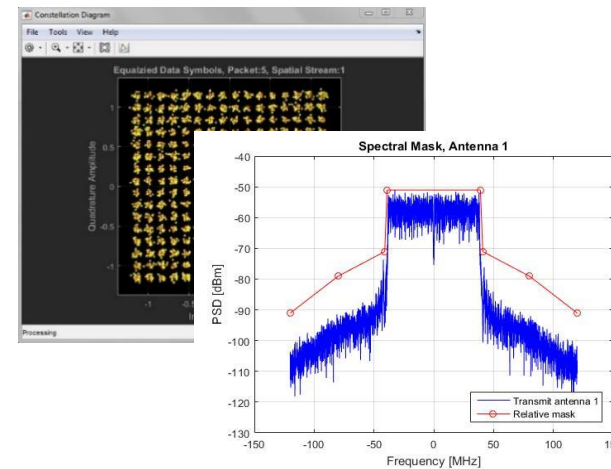 Constellation Diagram
File Tools View Help
Equalzied Data Symbols, Packet:5, Spatial Stream:1
Quadrature Amplitude
1
0.5
0
-0.5
-1
-1
Processing
Spectral Mask, Antenna 1
PSD [dBm]
-40
-50
-60
-70
-80
-90
-100
-110
-120
-130
-150 -100 -50 0 50 100
Frequency [MHz]
Transmit antenna 1
Relative mask